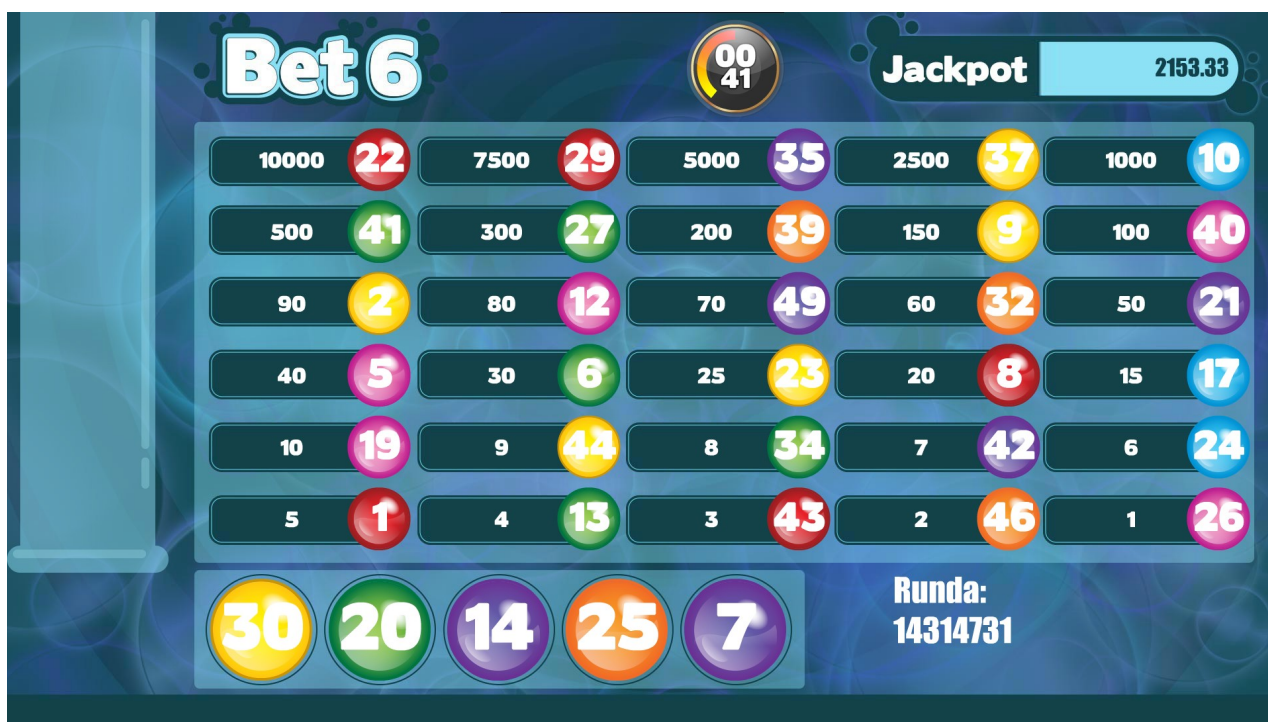 Bet 6
00
41
Jackpot 2153.33
10000 22 7500 29 5000 35 2500 37 1000 10
500 41 300 27 200 39 150 9 100 40
90 2 80 12 70 49 60 32 50 21
40 5 30 6 25 23 20 8 15 17
10 19 9 44 8 34 7 42 6 24
5 1 4 13 3 43 2 46 1 26
30 20 14 25 7
Runda:
14314731